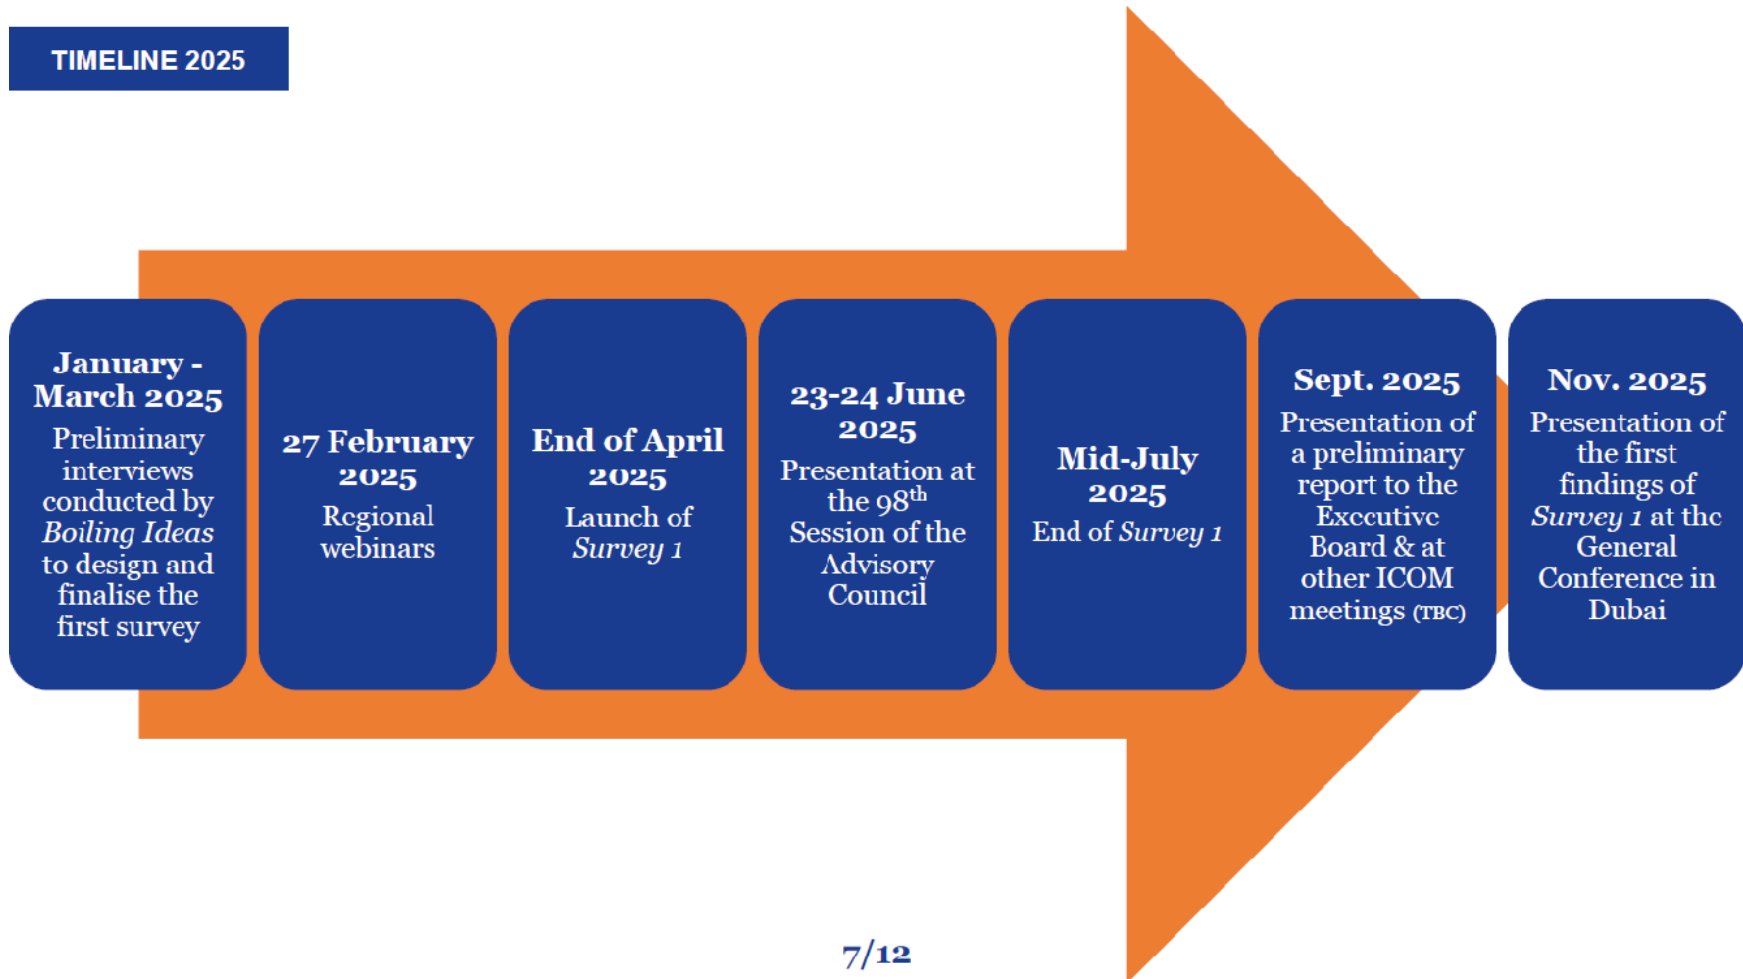 TIMELINE 2025
January -
March 2025
Preliminary
interviews
conducted by
Boiling Ideas
to design and
finalise the
first survey
27 February
2025
Regional
webinars
End of April
2025
Launch of
Survey 1
23-24 June
2025
Presentation at
the 98th
Session of the
Advisory
Council
Mid-July
2025
End of Survey 1
Sept. 2025
Presentation of
a preliminary
report to the
Executive
Board & at
other ICOM
meetings (TBC)
Nov. 2025
Presentation of
the first
findings of
Survey 1 at the
General
Conference in
Dubai
7/12